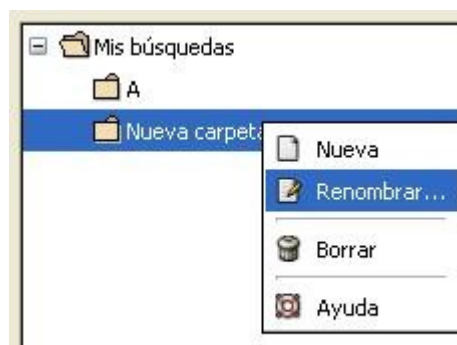 Mis búsquedas
A
Nueva carpeta
Nueva
Renombrar...
Borrar
Ayuda